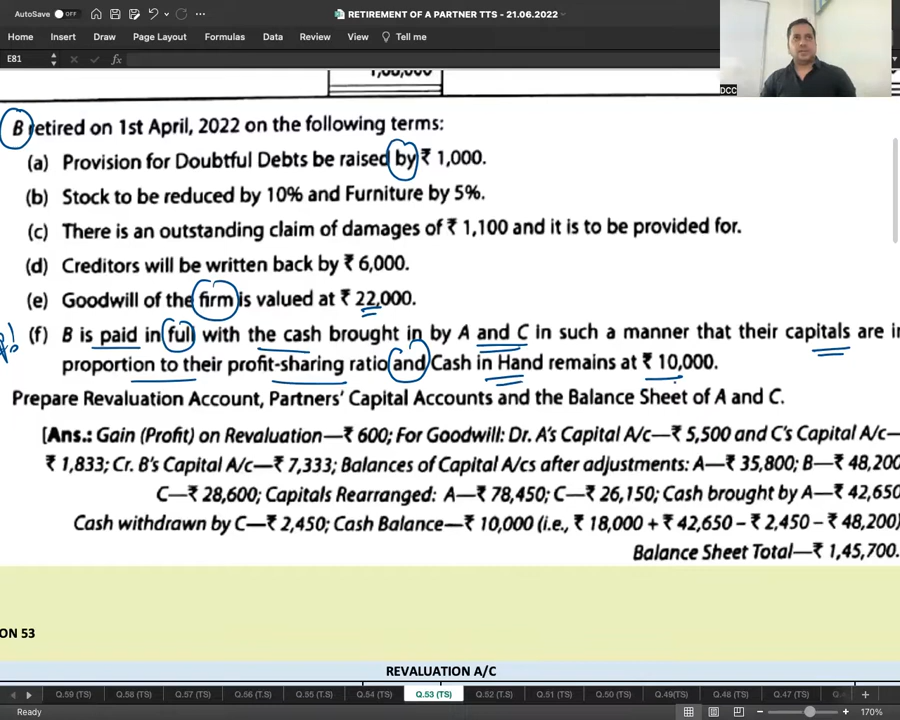 AutoSave OFF RETIREMENT OF A PARTNER TTS - 21.06.2022
Home Insert Draw Page Layout Formulas Data Review View Tell me
E81 fx
DCC
1,68,000
B retired on 1st April, 2022 on the following terms:
(a) Provision for Doubtful Debts be raised by ₹ 1,000.
(b) Stock to be reduced by 10% and Furniture by 5%.
(c) There is an outstanding claim of damages of ₹ 1,100 and it is to be provided for.
(d) Creditors will be written back by ₹ 6,000.
(e) Goodwill of the firm is valued at ₹ 22,000.
(f) B is paid in full with the cash brought in by A and C in such a manner that their capitals are in
proportion to their profit-sharing ratio and Cash in Hand remains at ₹ 10,000.
Prepare Revaluation Account, Partners' Capital Accounts and the Balance Sheet of A and C.
[Ans.: Gain (Profit) on Revaluation—₹ 600; For Goodwill: Dr. A's Capital A/c—₹ 5,500 and C's Capital A/c—
₹ 1,833; Cr. B's Capital A/c—₹ 7,333; Balances of Capital A/cs after adjustments: A—₹ 35,800; B—₹ 48,200
C—₹ 28,600; Capitals Rearranged: A—₹ 78,450; C—₹ 26,150; Cash brought by A—₹ 42,650
Cash withdrawn by C—₹ 2,450; Cash Balance—₹ 10,000 (i.e., ₹ 18,000 + ₹ 42,650 – ₹ 2,450 – ₹ 48,200)
Balance Sheet Total—₹ 1,45,700.
ON 53
REVALUATION A/C
Q.59 (TS) Q.58 (TS) Q.57 (TS) Q.56 (T.S) Q.55 (T.S) Q.54 (TS) Q.53 (TS) Q.52 (T.S) Q.51 (TS) Q.50 (TS) Q.49(TS) Q.48 (TS) Q.47 (TS)
Ready 170%